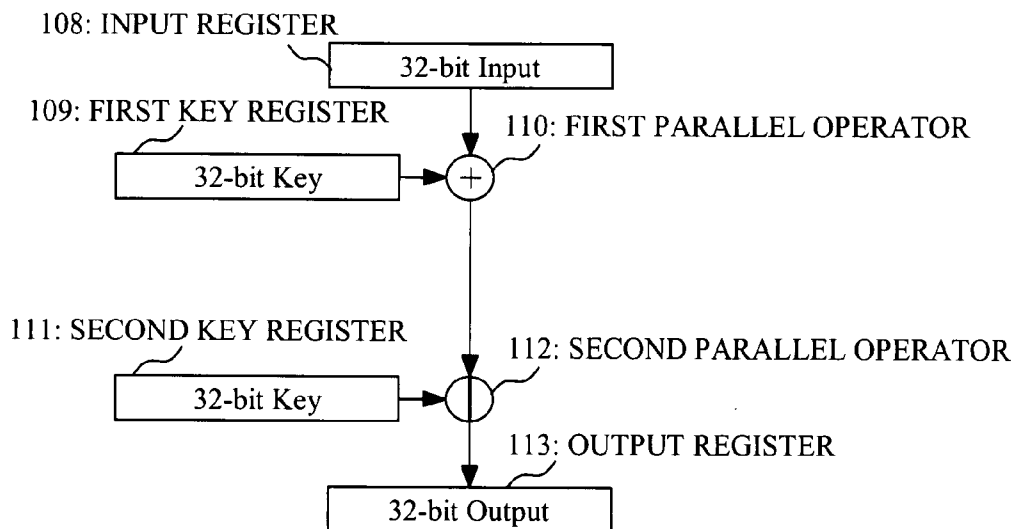 108: INPUT REGISTER
32-bit Input
109: FIRST KEY REGISTER
110: FIRST PARALLEL OPERATOR
32-bit Key
+
111: SECOND KEY REGISTER
112: SECOND PARALLEL OPERATOR
32-bit Key
113: OUTPUT REGISTER
32-bit Output